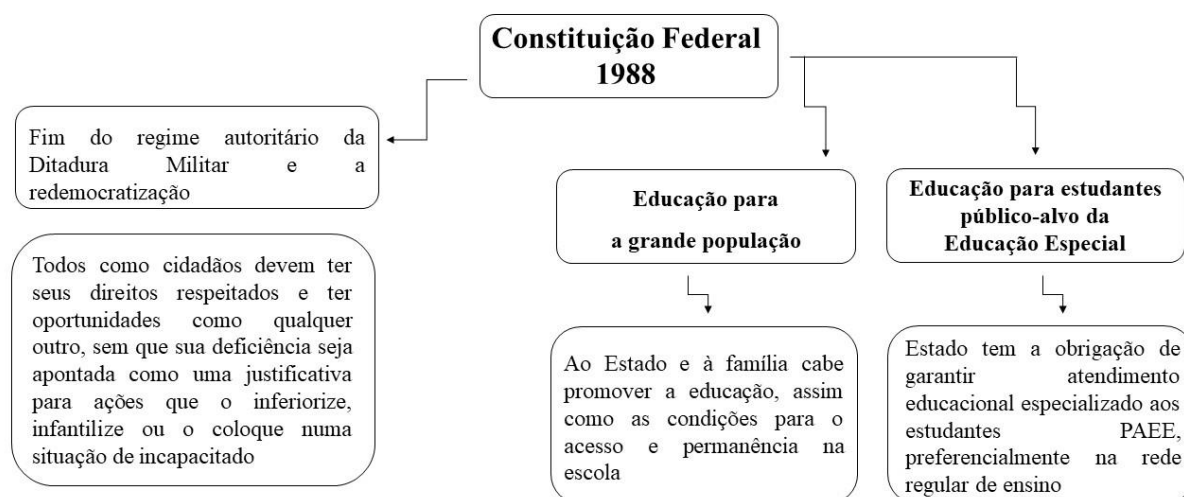 Constituição Federal
1988
Fim do regime autoritário da
Ditadura Militar e a
redemocratização
Todos como cidadãos devem ter
seus direitos respeitados e ter
oportunidades como qualquer
outro, sem que sua deficiência seja
apontada como uma justificativa
para ações que o inferiorize,
infantilize ou o coloque numa
situação de incapacitado
Educação para
a grande população
Ao Estado e à família cabe
promover a educação, assim
como as condições para o
acesso e permanência na
escola
Educação para estudantes
público-alvo da
Educação Especial
Estado tem a obrigação de
garantir atendimento
educacional especializado aos
estudantes PAEE,
preferencialmente na rede
regular de ensino